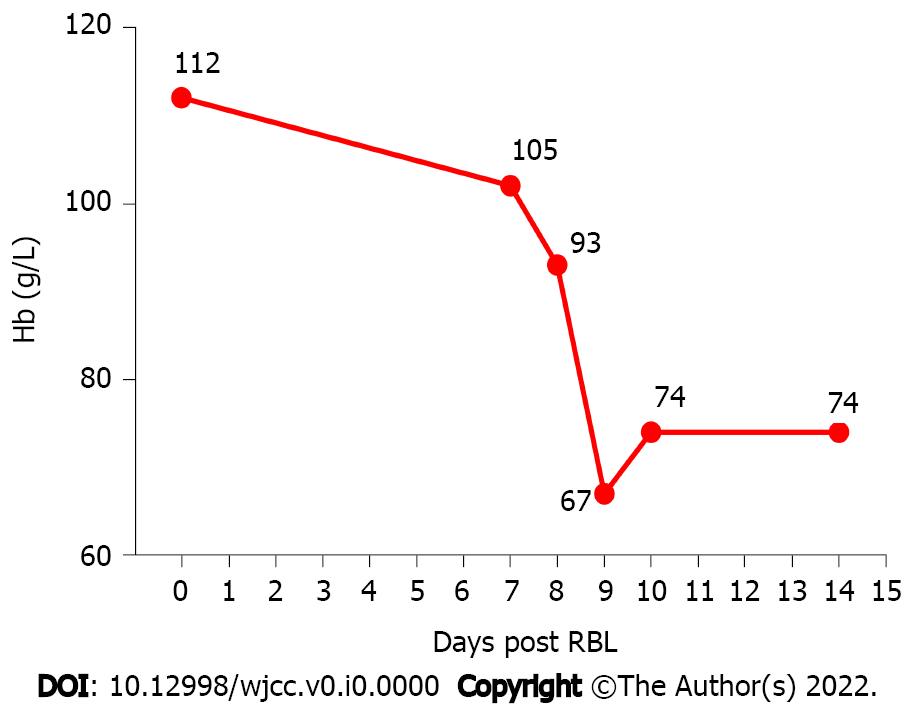 120
112
105
100
Hb (g/L)
93
80
74
74
67
60
0 1 2 3 4 5 6 7 8 9 10 11 12 13 14 15
Days post RBL
DOI: 10.12998/wjcc.v0.i0.0000 Copyright ©The Author(s) 2022.